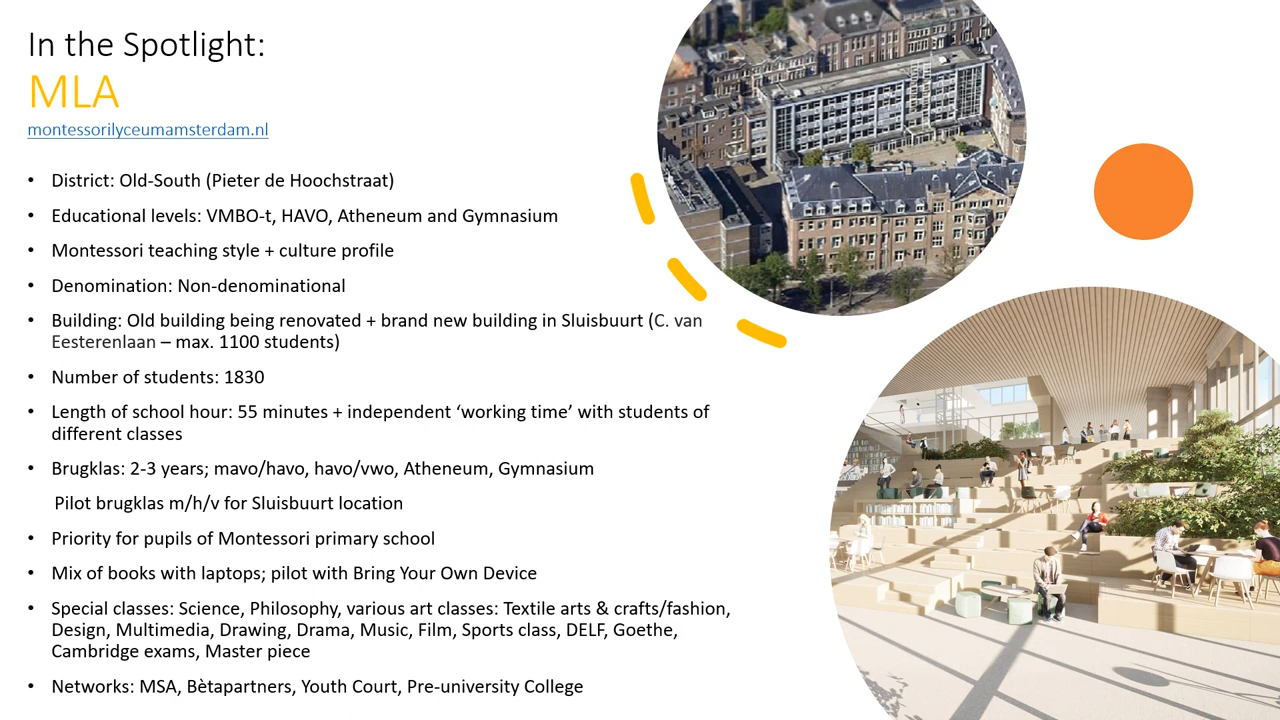 In the Spotlight:
MLA
montessorilyceumamsterdam.nl
• District: Old-South (Pieter de Hoochstraat)
• Educational levels: VMBO-t, HAVO, Atheneum and Gymnasium
• Montessori teaching style + culture profile
• Denomination: Non-denominational
• Building: Old building being renovated + brand new building in Sluisbuurt (C. van
Eesterenlaan – max. 1100 students)
• Number of students: 1830
• Length of school hour: 55 minutes + independent ‘working time’ with students of
different classes
• Brugklas: 2-3 years; mavo/havo, havo/vwo, Atheneum, Gymnasium
Pilot brugklas m/h/v for Sluisbuurt location
• Priority for pupils of Montessori primary school
• Mix of books with laptops; pilot with Bring Your Own Device
• Special classes: Science, Philosophy, various art classes: Textile arts & crafts/fashion,
Design, Multimedia, Drawing, Drama, Music, Film, Sports class, DELF, Goethe,
Cambridge exams, Master piece
• Networks: MSA, Bètapartners, Youth Court, Pre-university College